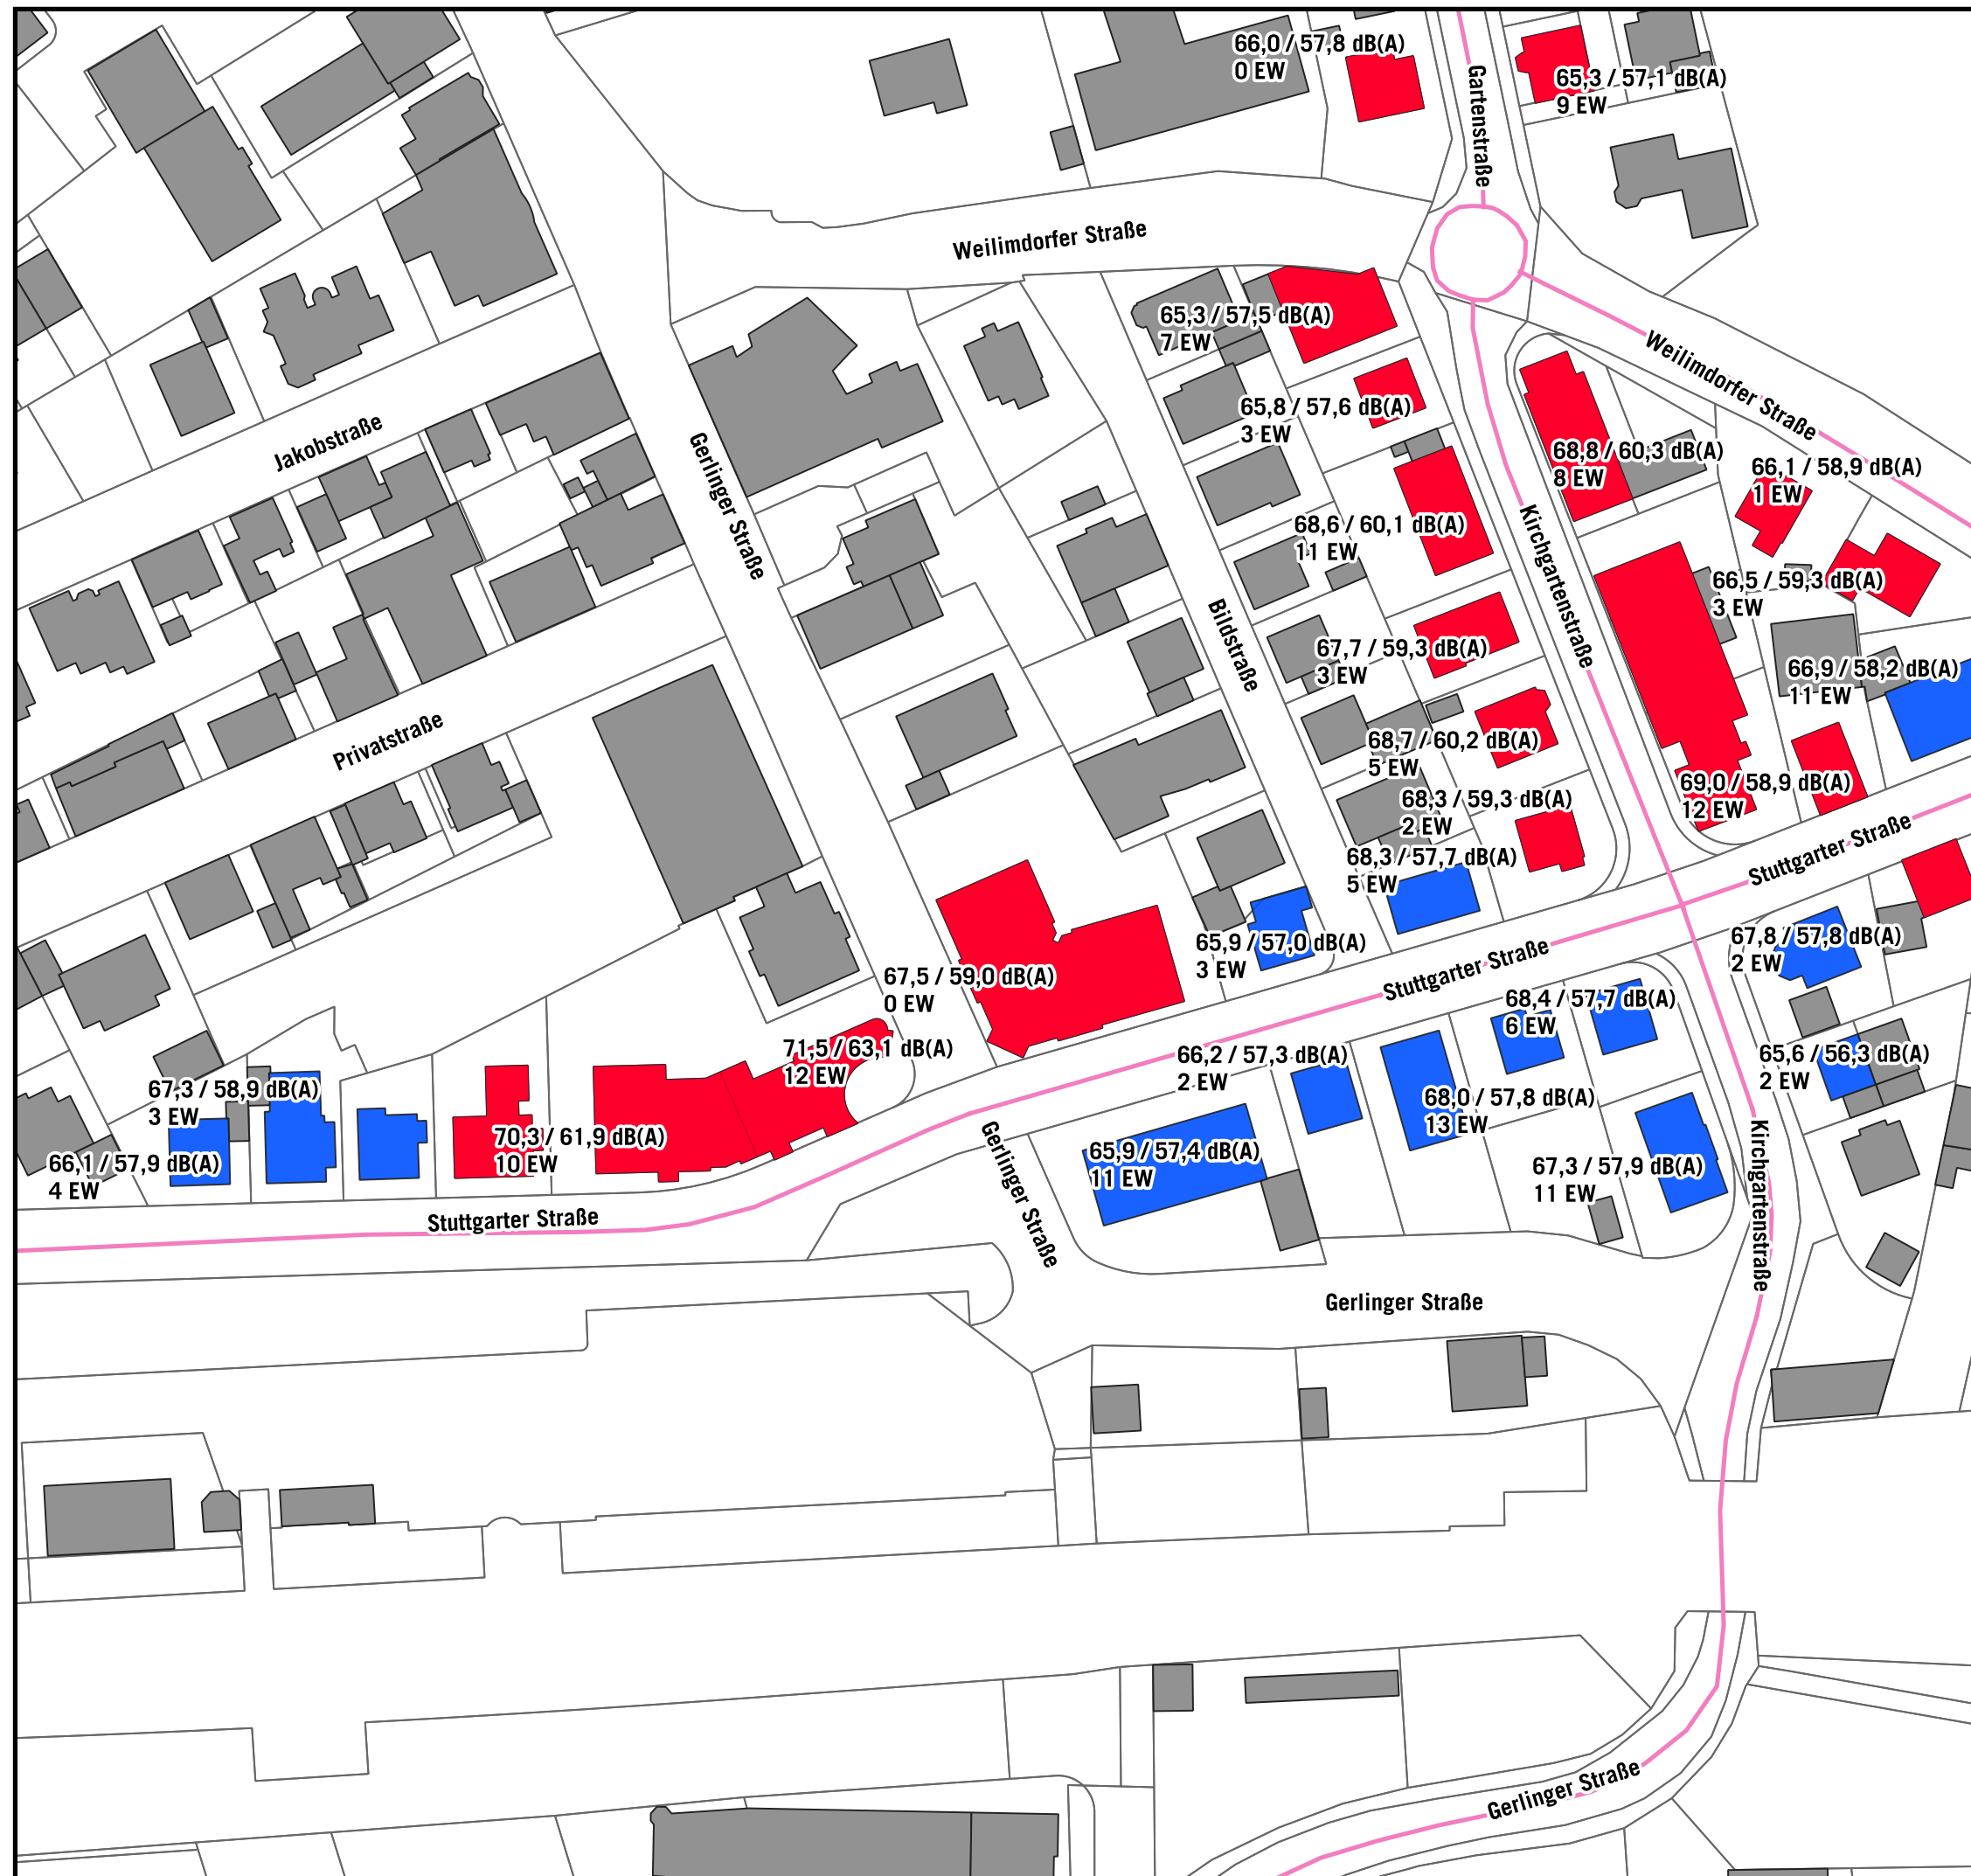 66,0 / 57,8 dB(A)
0 EW
Gartenstraße
65,3 / 57,1 dB(A)
9 EW
Weilimdorfer Straße
65,3 / 57,5 dB(A)
7 EW
Weilimdorfer Straße
Jakobstraße
65,8 / 57,6 dB(A)
3 EW
68,8 / 60,3 dB(A)
8 EW
66,1 / 58,9 dB(A)
1 EW
Gerlinger Straße
68,6 / 60,1 dB(A)
11 EW
Kirchgartenstraße
66,5 / 59,3 dB(A)
3 EW
Bildstraße
67,7 / 59,3 dB(A)
3 EW
66,9 / 58,2 dB(A)
11 EW
Privatstraße
68,7 / 60,2 dB(A)
5 EW
69,0 / 58,9 dB(A)
12 EW
68,3 / 59,3 dB(A)
2 EW
Stuttgarter Straße
68,3 / 57,7 dB(A)
5 EW
65,9 / 57,0 dB(A)
3 EW
67,8 / 57,8 dB(A)
2 EW
67,5 / 59,0 dB(A)
0 EW
Stuttgarter Straße
68,4 / 57,7 dB(A)
6 EW
71,5 / 63,1 dB(A)
12 EW
66,2 / 57,3 dB(A)
2 EW
65,6 / 56,3 dB(A)
2 EW
67,3 / 58,9 dB(A)
3 EW
68,0 / 57,8 dB(A)
13 EW
70,3 / 61,9 dB(A)
10 EW
65,9 / 57,4 dB(A)
11 EW
66,1 / 57,9 dB(A)
4 EW
67,3 / 57,9 dB(A)
11 EW
Gerlinger Straße
Kirchgartenstraße
Stuttgarter Straße
Gerlinger Straße
Gerlinger Straße